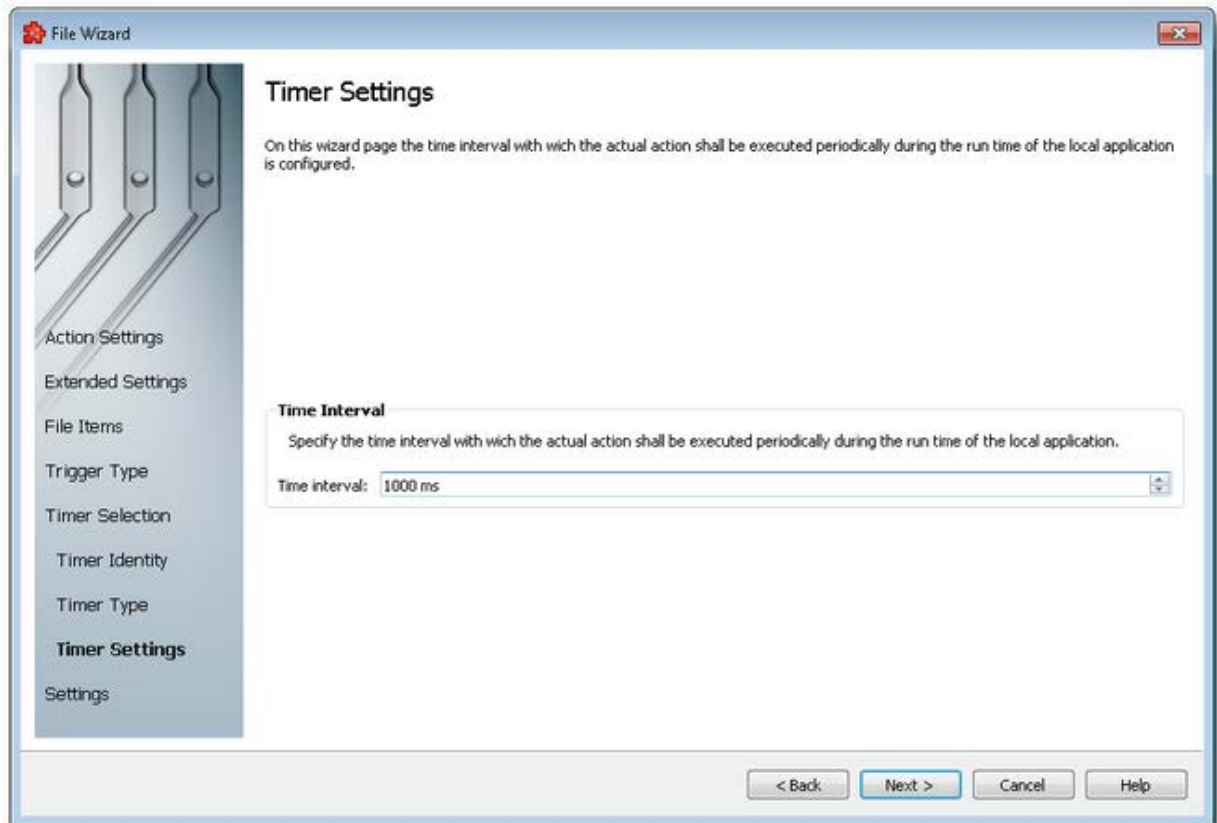 File Wizard
Timer Settings
On this wizard page the time interval with wich the actual action shall be executed periodically during the run time of the local application
is configured.
Action Settings
Extended Settings
File Items
Trigger Type
Timer Selection
Timer Identity
Timer Type
Timer Settings
Settings
Time Interval
Specify the time interval with wich the actual action shall be executed periodically during the run time of the local application.
Time interval: 1000 ms
< Back Next > Cancel Help